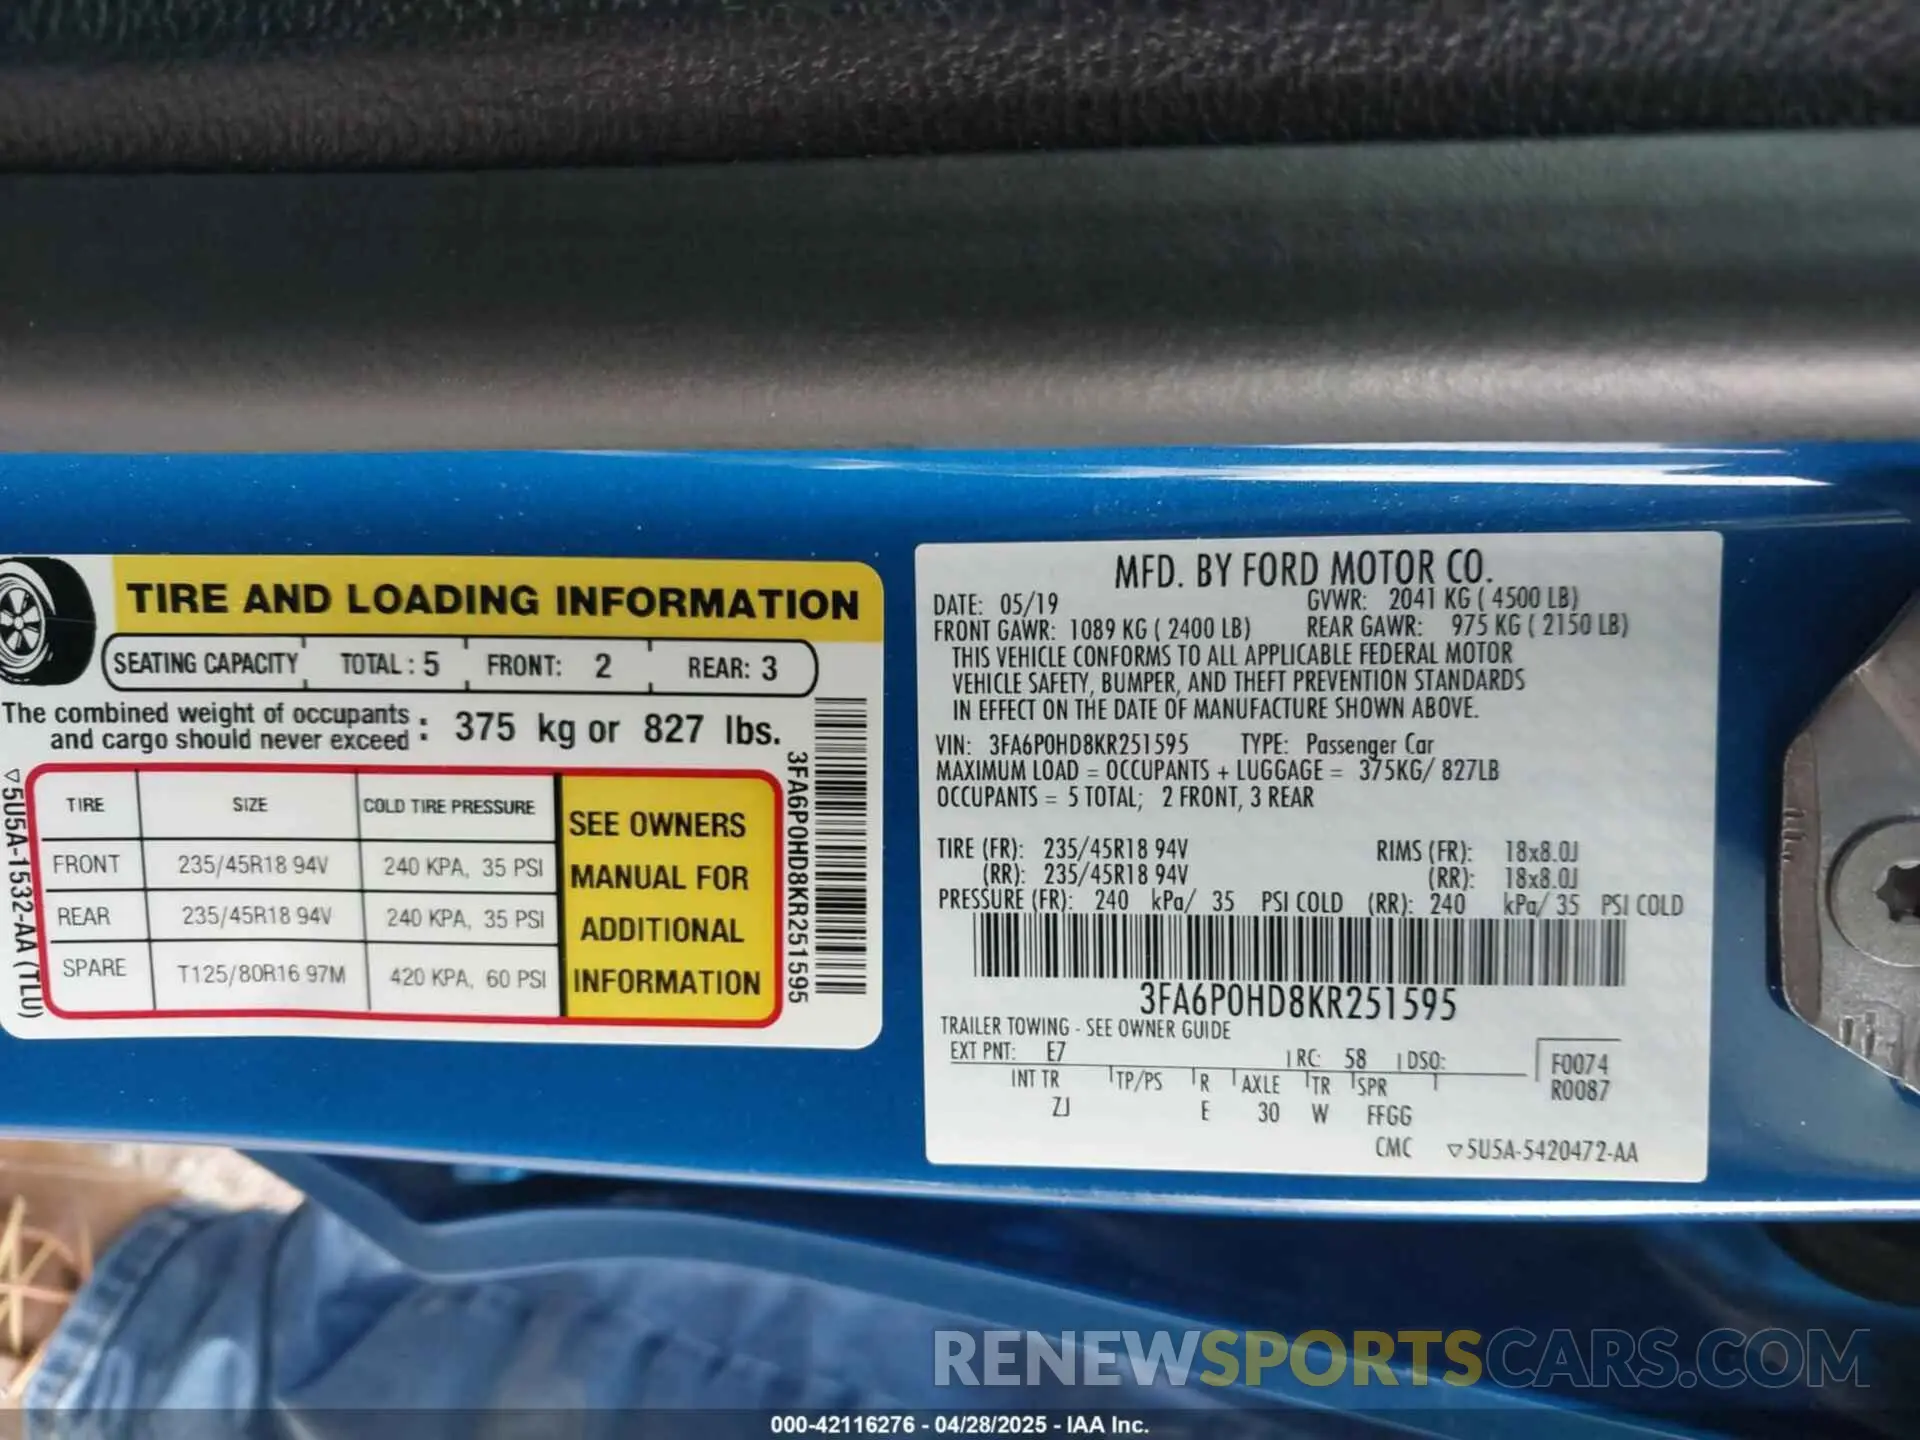 TIRE AND LOADING INFORMATION
SEATING CAPACITY TOTAL : 5 FRONT: 2 REAR: 3
The combined weight of occupants
and cargo should never exceed : 375 kg or 827 lbs.
TIRE SIZE COLD TIRE PRESSURE
FRONT 235/45R18 94V 240 KPA, 35 PSI
REAR 235/45R18 94V 240 KPA, 35 PSI
SPARE T125/80R16 97M 420 KPA, 60 PSI
SEE OWNERS
MANUAL FOR
ADDITIONAL
INFORMATION
3FA6P0HD8KR251595
▽5U5A-1532-AA (TLU)
MFD. BY FORD MOTOR CO.
DATE: 05/19 GVWR: 2041 KG ( 4500 LB)
FRONT GAWR: 1089 KG ( 2400 LB) REAR GAWR: 975 KG ( 2150 LB)
THIS VEHICLE CONFORMS TO ALL APPLICABLE FEDERAL MOTOR
VEHICLE SAFETY, BUMPER, AND THEFT PREVENTION STANDARDS
IN EFFECT ON THE DATE OF MANUFACTURE SHOWN ABOVE.
VIN: 3FA6P0HD8KR251595 TYPE: Passenger Car
MAXIMUM LOAD = OCCUPANTS + LUGGAGE = 375KG/ 827LB
OCCUPANTS = 5 TOTAL; 2 FRONT, 3 REAR
TIRE (FR): 235/45R18 94V RIMS (FR): 18x8.0J
(RR): 235/45R18 94V (RR): 18x8.0J
PRESSURE (FR): 240 kPa/ 35 PSI COLD (RR): 240 kPa/ 35 PSI COLD
3FA6P0HD8KR251595
TRAILER TOWING - SEE OWNER GUIDE
EXT PNT: E7 RC: 58 DSO: F0074
INT TR TP/PS R AXLE TR SPR R0087
ZJ E 30 W FFGG
CMC ▽5U5A-5420472-AA
RENEWSPORTSCARS.COM
000-42116276 - 04/28/2025 - IAA Inc.